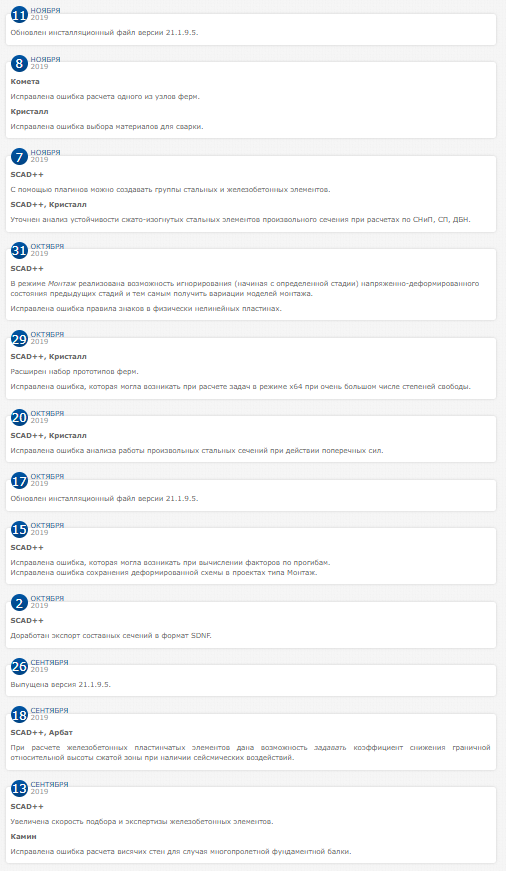 11 НОЯБРЯ
2019
Обновлен инсталляционный файл версии 21.1.9.5.
8 НОЯБРЯ
2019
Комета
Исправлена ошибка расчета одного из узлов ферм.
Кристалл
Исправлена ошибка выбора материалов для сварки.
7 НОЯБРЯ
2019
SCAD++
С помощью плагинов можно создавать группы стальных и железобетонных элементов.
SCAD++, Кристалл
Уточнен анализ устойчивости сжато-изогнутых стальных элементов произвольного сечения при расчетах по СНиП, СП, ДБН.
31 ОКТЯБРЯ
2019
SCAD++
В режиме Монтаж реализована возможность игнорирования (начиная с определенной стадии) напряженно-деформированного
состояния предыдущих стадий и тем самым получить вариации моделей монтажа.
Исправлена ошибка правила знаков в физически нелинейных пластинах.
29 ОКТЯБРЯ
2019
SCAD++, Кристалл
Расширен набор прототипов ферм.
Исправлена ошибка, которая могла возникать при расчете задач в режиме x64 при очень большом числе степеней свободы.
20 ОКТЯБРЯ
2019
SCAD++, Кристалл
Исправлена ошибка анализа работы произвольных стальных сечений при действии поперечных сил.
17 ОКТЯБРЯ
2019
Обновлен инсталляционный файл версии 21.1.9.5.
15 ОКТЯБРЯ
2019
SCAD++
Исправлена ошибка, которая могла возникать при вычислении факторов по прогибам.
Исправлена ошибка сохранения деформированной схемы в проектах типа Монтаж.
2 ОКТЯБРЯ
2019
SCAD++
Доработан экспорт составных сечений в формат SDNF.
26 СЕНТЯБРЯ
2019
Выпущена версия 21.1.9.5.
18 СЕНТЯБРЯ
2019
SCAD++, Арбат
При расчете железобетонных пластинчатых элементов дана возможность задавать коэффициент снижения граничной
относительной высоты сжатой зоны при наличии сейсмических воздействий.
13 СЕНТЯБРЯ
2019
SCAD++
Увеличена скорость подбора и экспертизы железобетонных элементов.
Камин
Исправлена ошибка расчета висячих стен для случая многопролетной фундаментной балки.